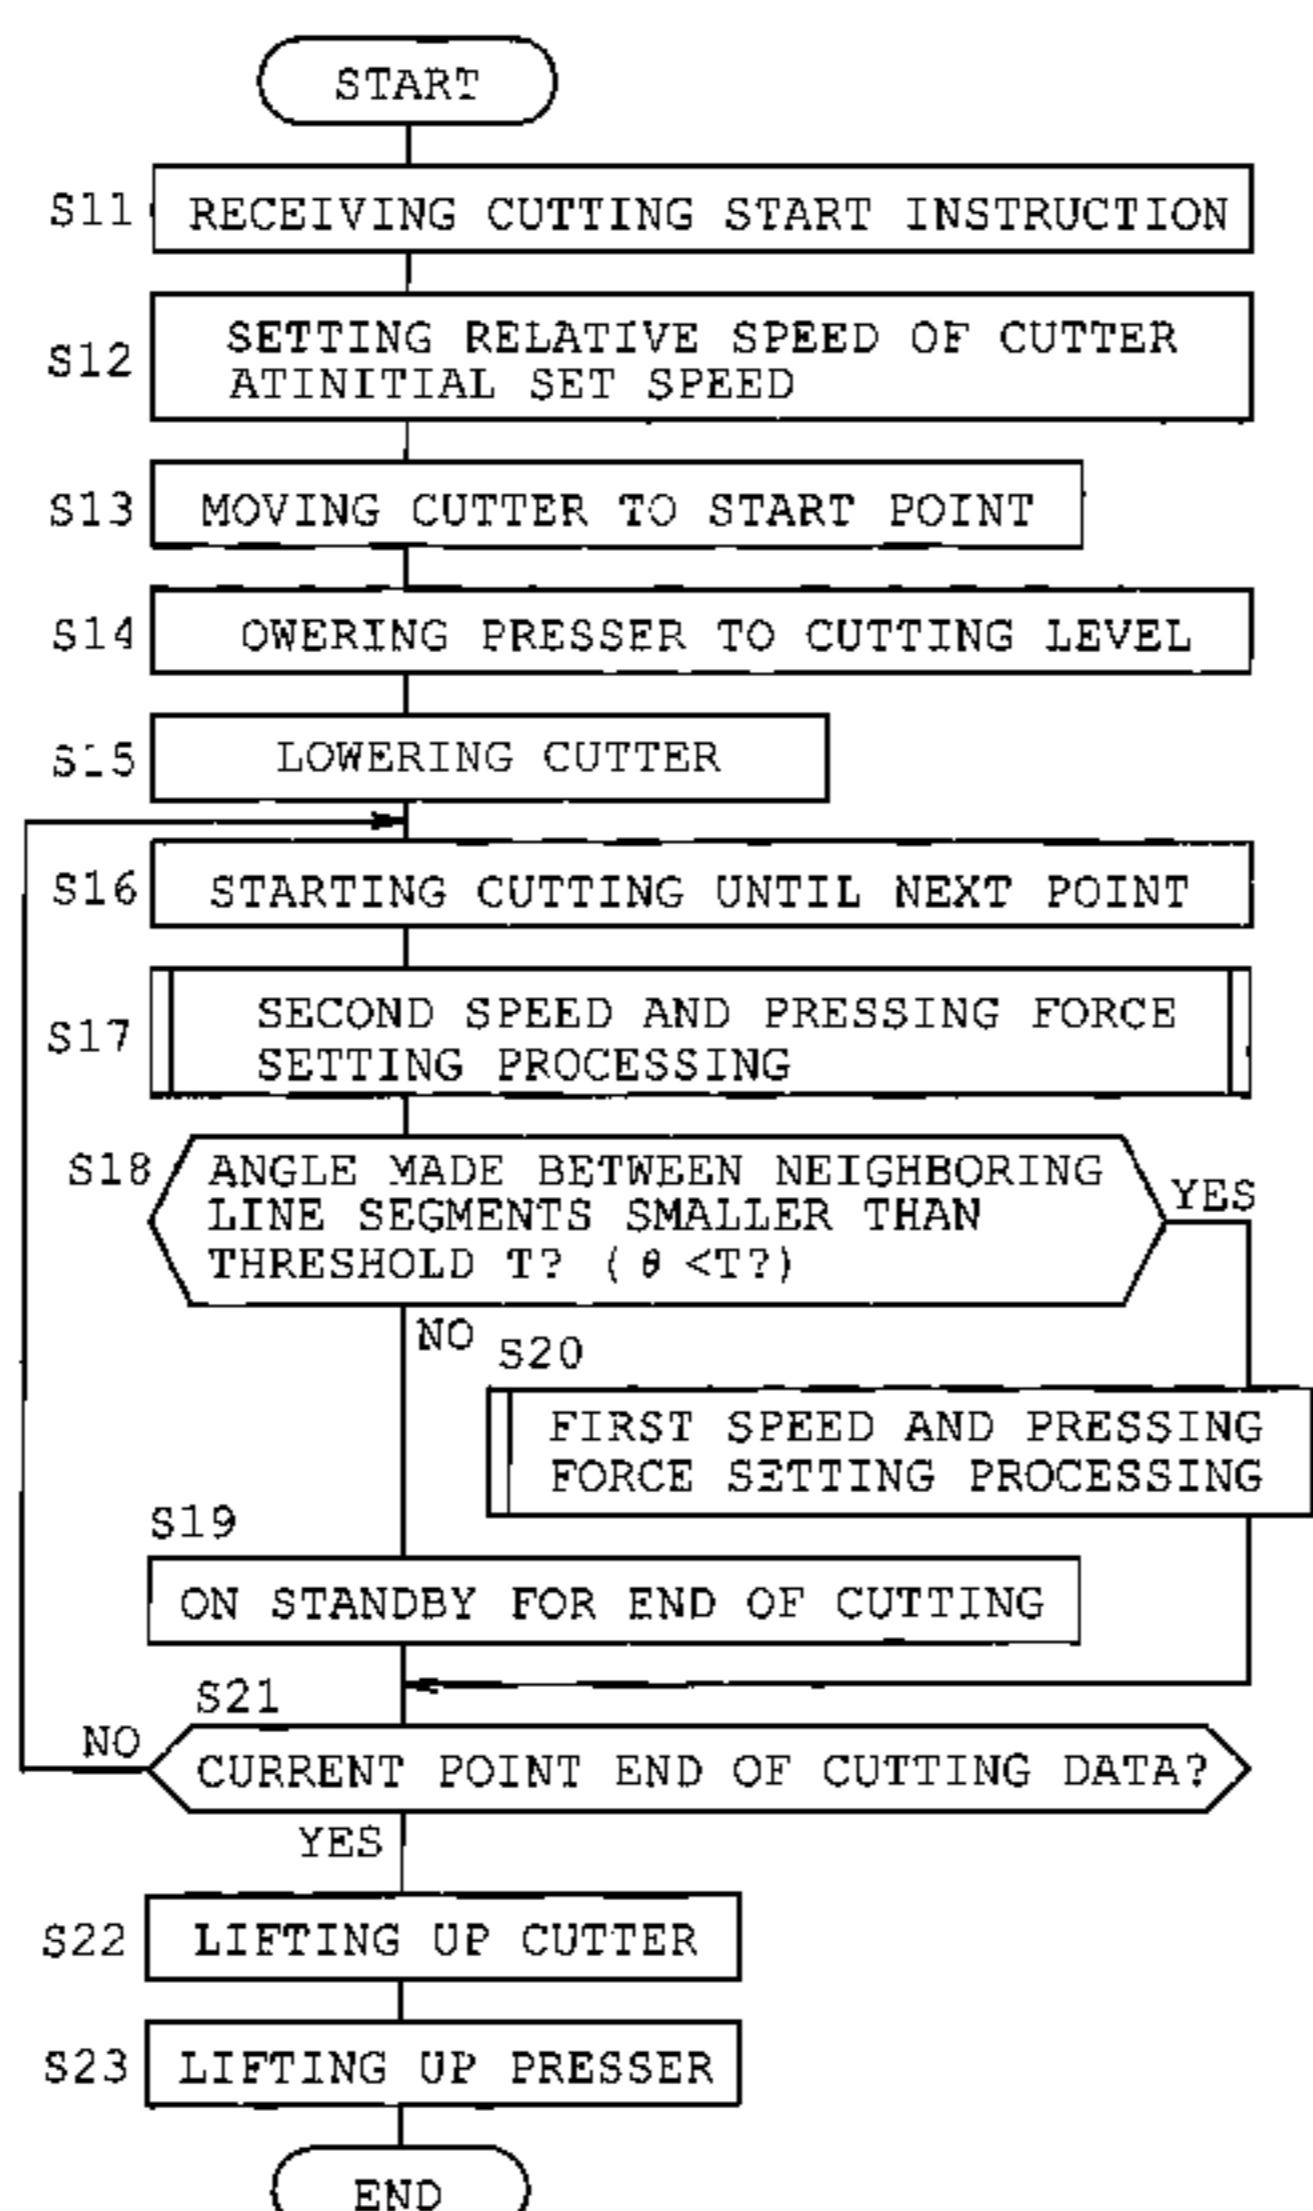 START
S11
RECEIVING CUTTING START INSTRUCTION
S12
SETTING RELATIVE SPEED OF CUTTER
ATINITIAL SET SPEED
S13
MOVING CUTTER TO START POINT
S14
OWERING PRESSER TO CUTTING LEVEL
S15
LOWERING CUTTER
S16
STARTING CUTTING UNTIL NEXT POINT
S17
SECOND SPEED AND PRESSING FORCE
SETTING PROCESSING
S18
ANGLE MADE BETWEEN NEIGHBORING
LINE SEGMENTS SMALLER THAN
THRESHOLD T? ( θ <T?)
YES
NO
S20
FIRST SPEED AND PRESSING
FORCE SETTING PROCESSING
S19
ON STANDBY FOR END OF CUTTING
S21
NO
CURRENT POINT END OF CUTTING DATA?
YES
S22
LIFTING UP CUTTER
S23
LIFTING UP PRESSER
END